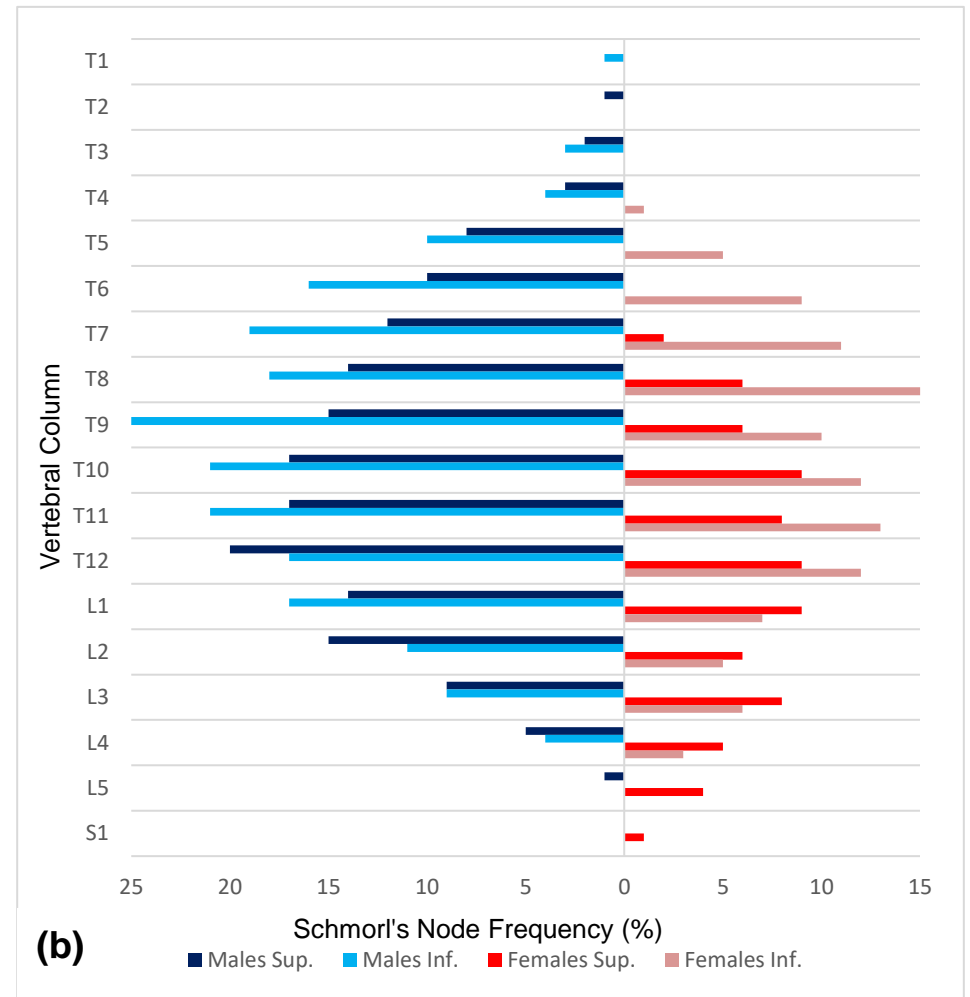 T1
T2
T3
T4
T5
T6
T7
T8
T9
T10
T11
T12
L1
L2
L3
L4
L5
S1
Vertebral Column
25 20 15 10 5 0 5 10 15
Schmorl's Node Frequency (%)
(b)
Males Sup. Males Inf. Females Sup. Females Inf.